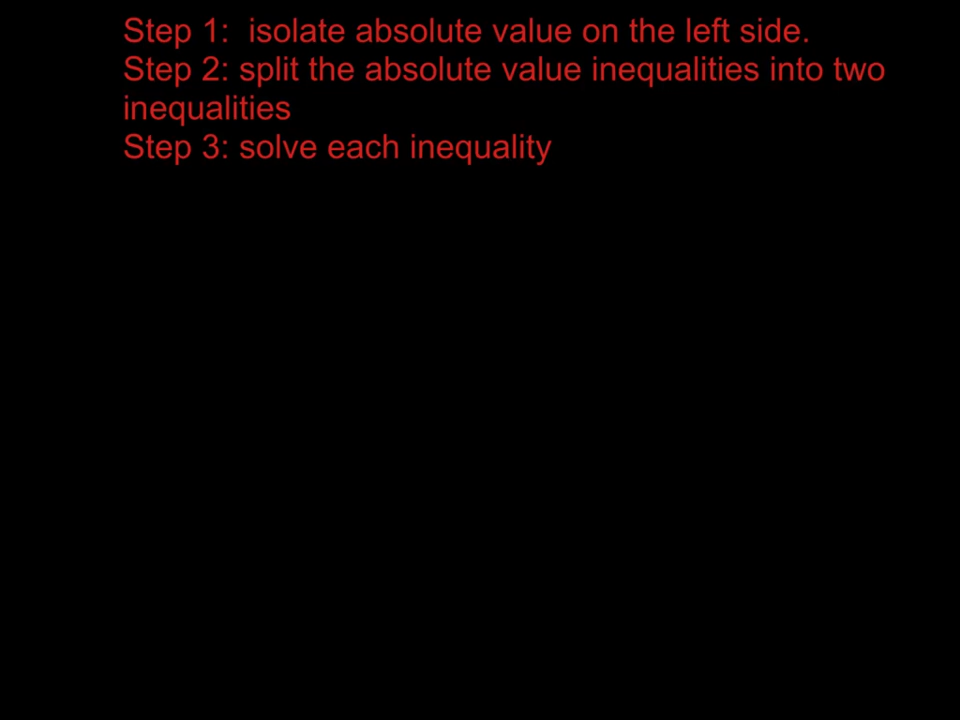 Step 1:  isolate absolute value on the left side.
Step 2: split the absolute value inequalities into two
inequalities
Step 3: solve each inequality